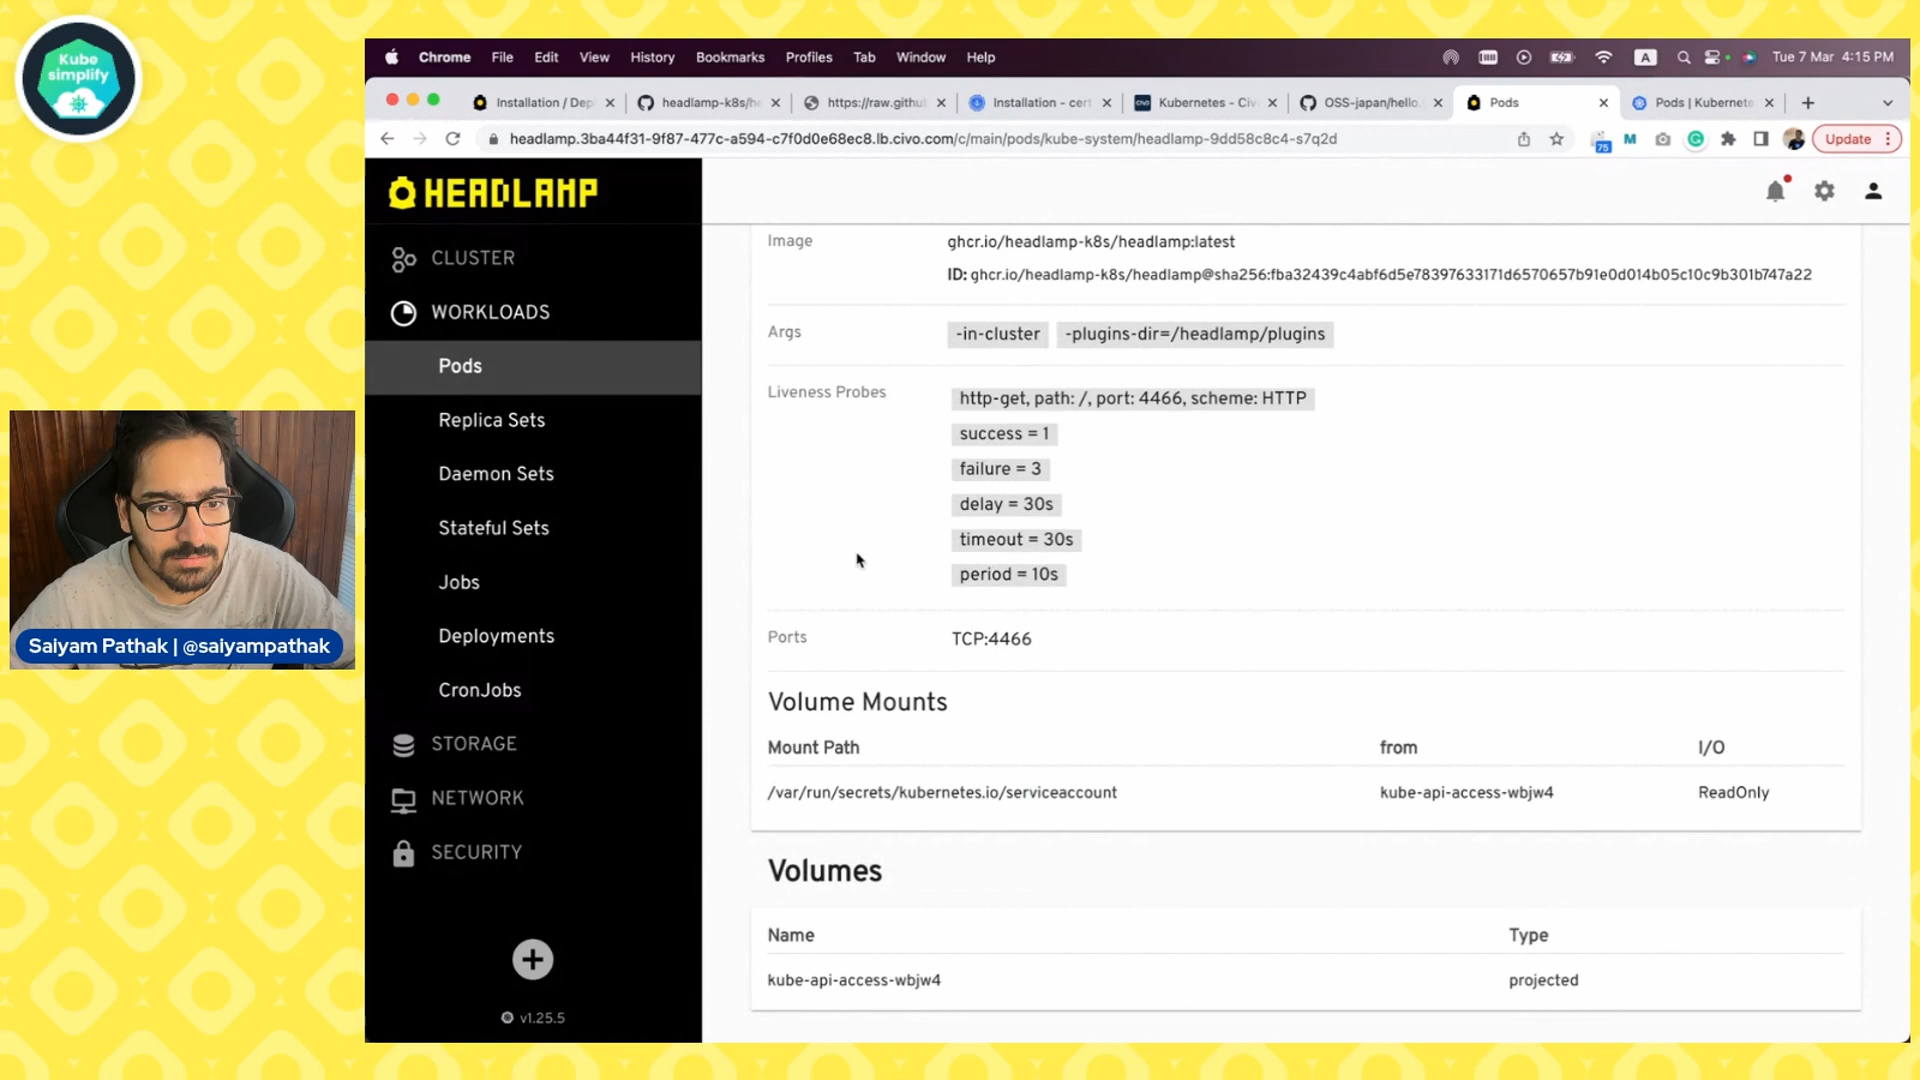 Kube
simplify
Chrome File Edit View History Bookmarks Profiles Tab Window Help
A
Tue 7 Mar 4:15 PM
Installation / Dep
headlamp-k8s/he
https://raw.githu
Installation - cert
Kubernetes - Civ
OSS-japan/hello.
Pods
Pods | Kubernete
headlamp.3ba44f31-9f87-477c-a594-c7f0d0e68ec8.lb.civo.com/c/main/pods/kube-system/headlamp-9dd58c8c4-s7q2d
75
M
Update
HEADLAMP
CLUSTER
WORKLOADS
Pods
Replica Sets
Daemon Sets
Stateful Sets
Jobs
Deployments
CronJobs
STORAGE
NETWORK
SECURITY
v1.25.5
Image
ghcr.io/headlamp-k8s/headlamp:latest
ID: ghcr.io/headlamp-k8s/headlamp@sha256:fba32439c4abf6d5e78397633171d6570657b91e0d014b05c10c9b301b747a22
Args
-in-cluster
-plugins-dir=/headlamp/plugins
Liveness Probes
http-get, path: /, port: 4466, scheme: HTTP
success = 1
failure = 3
delay = 30s
timeout = 30s
period = 10s
Ports
TCP:4466
Volume Mounts
Mount Path from I/O
/var/run/secrets/kubernetes.io/serviceaccount kube-api-access-wbjw4 ReadOnly
Volumes
Name Type
kube-api-access-wbjw4 projected
Saiyam Pathak | @saiyampathak